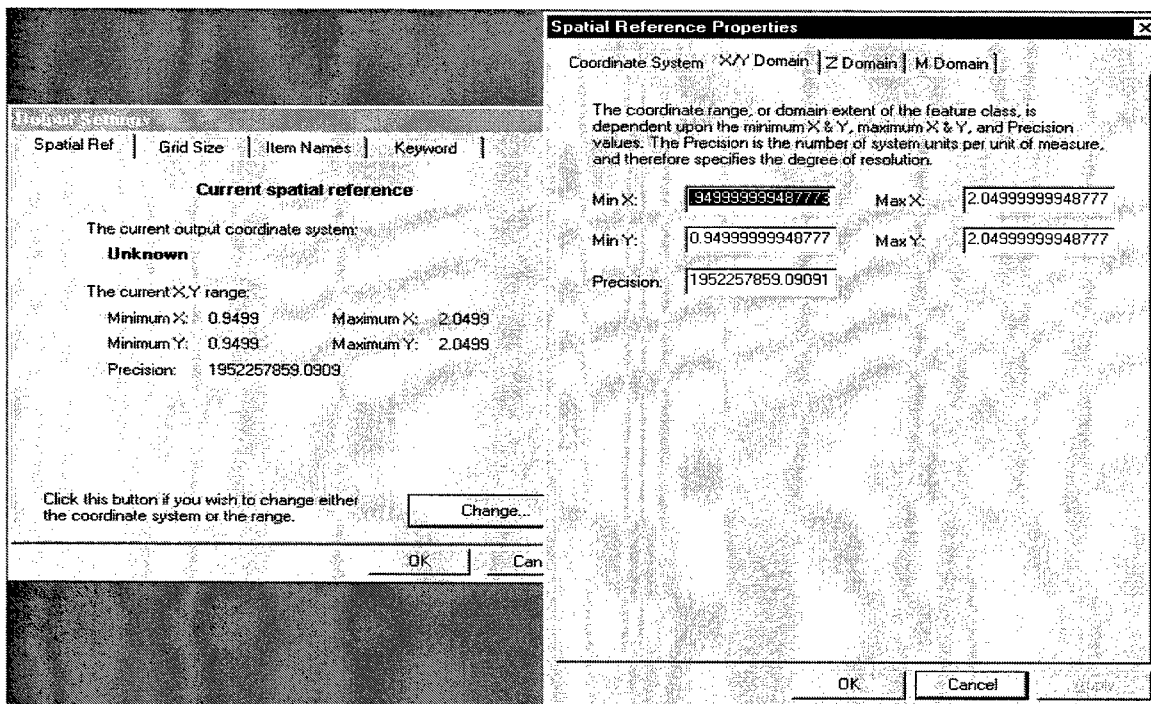 Spatial Ref
Grid Size
Item Names
Keyword
Current spatial reference
The current output coordinate system:
Unknown
The current X,Y range:
Minimum X: 0.9499 Maximum X: 2.0499
Minimum Y: 0.9499 Maximum Y: 2.0499
Precision: 1952257859.0909
Click this button if you wish to change either
the coordinate system or the range.
Change...
OK
Can
Spatial Reference Properties
Coordinate System
X/Y Domain
Z Domain
M Domain
The coordinate range, or domain extent of the feature class, is
dependent upon the minimum X & Y, maximum X & Y, and Precision
values. The Precision is the number of system units per unit of measure,
and therefore specifies the degree of resolution.
Min X: .949999999487773 Max X: 2.04999999948777
Min Y: 0.94999999948777 Max Y: 2.04999999948777
Precision: 1952257859.09091
OK
Cancel